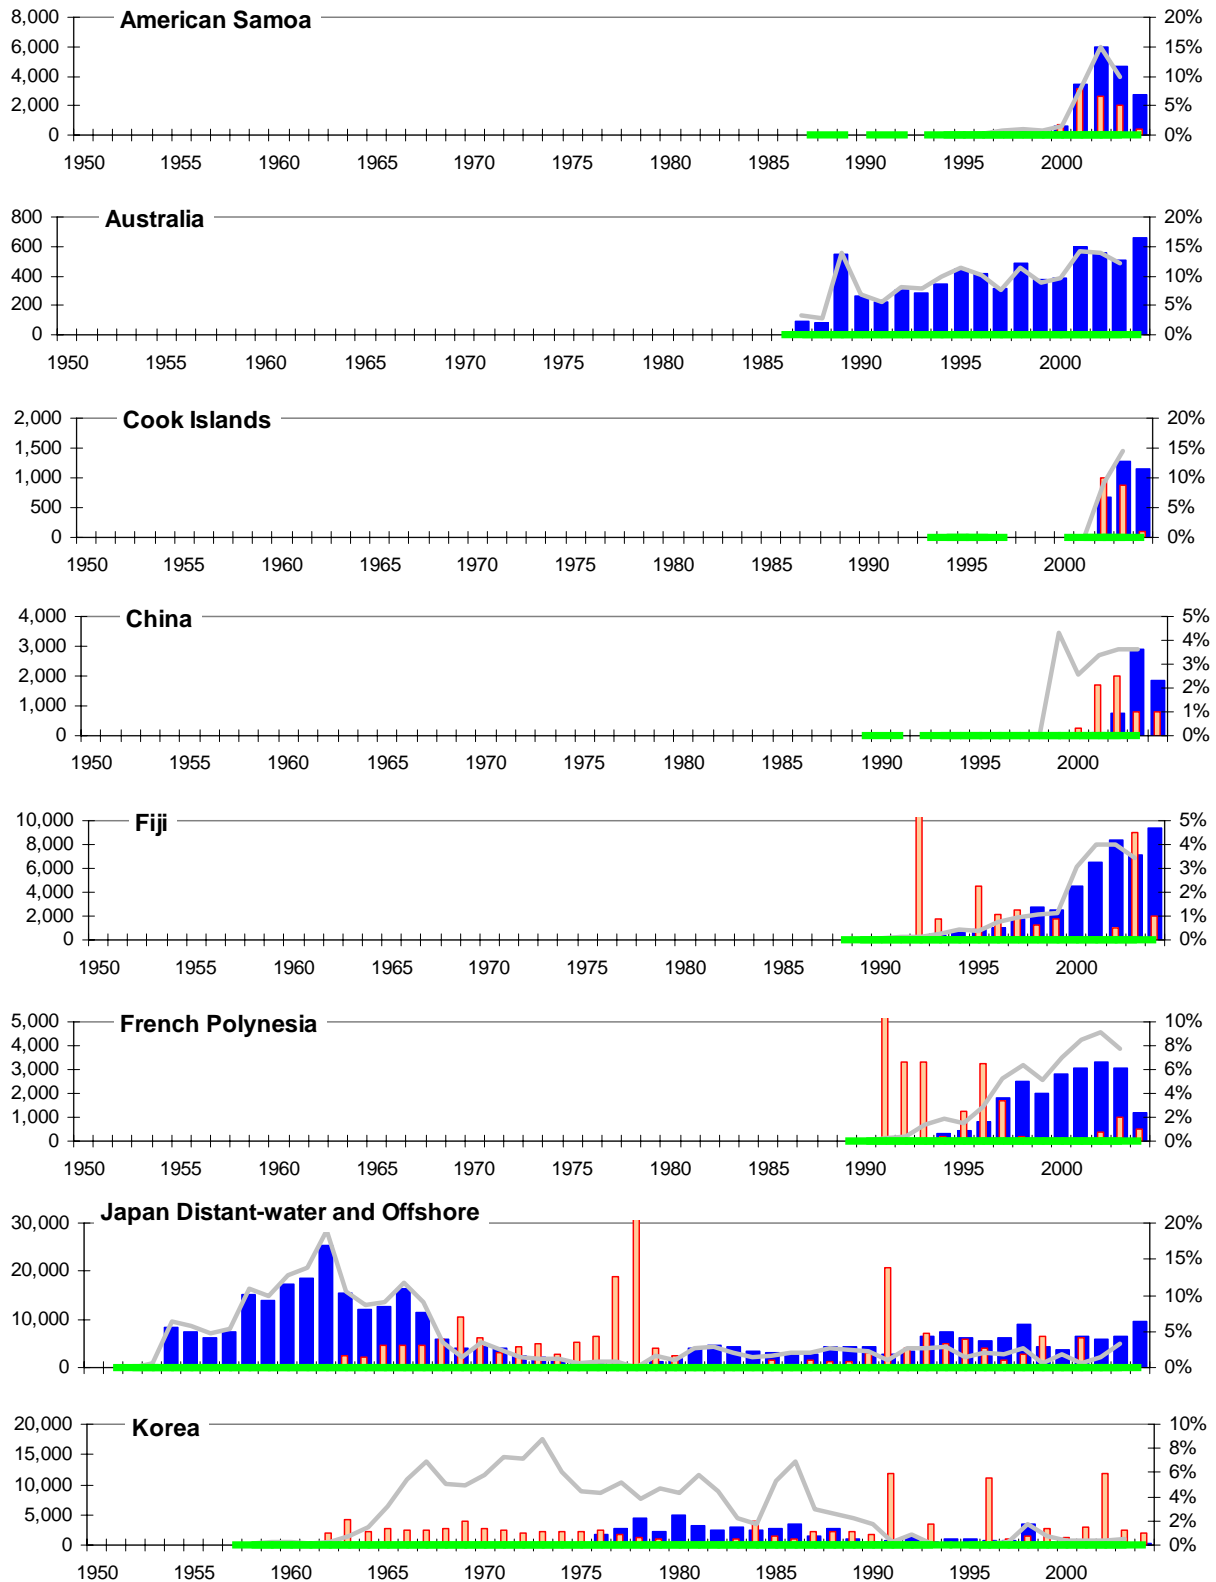 American Samoa
8,000 20%
6,000 15%
4,000 10%
2,000 5%
0 0%
1950 1955 1960 1965 1970 1975 1980 1985 1990 1995 2000
Australia
800 20%
600 15%
400 10%
200 5%
0 0%
1950 1955 1960 1965 1970 1975 1980 1985 1990 1995 2000
Cook Islands
2,000 20%
1,500 15%
1,000 10%
500 5%
0 0%
1950 1955 1960 1965 1970 1975 1980 1985 1990 1995 2000
China
4,000 5%
3,000 4%
2,000 3%
1,000 2%
0 1%
0%
1950 1955 1960 1965 1970 1975 1980 1985 1990 1995 2000
Fiji
10,000 5%
8,000 4%
6,000 3%
4,000 2%
2,000 1%
0 0%
1950 1955 1960 1965 1970 1975 1980 1985 1990 1995 2000
French Polynesia
5,000 10%
4,000 8%
3,000 6%
2,000 4%
1,000 2%
0 0%
1950 1955 1960 1965 1970 1975 1980 1985 1990 1995 2000
Japan Distant-water and Offshore
30,000 20%
20,000 15%
10,000 10%
0 5%
0%
1950 1955 1960 1965 1970 1975 1980 1985 1990 1995 2000
Korea
20,000 10%
15,000 8%
10,000 6%
5,000 4%
0 2%
0%
1950 1955 1960 1965 1970 1975 1980 1985 1990 1995 2000